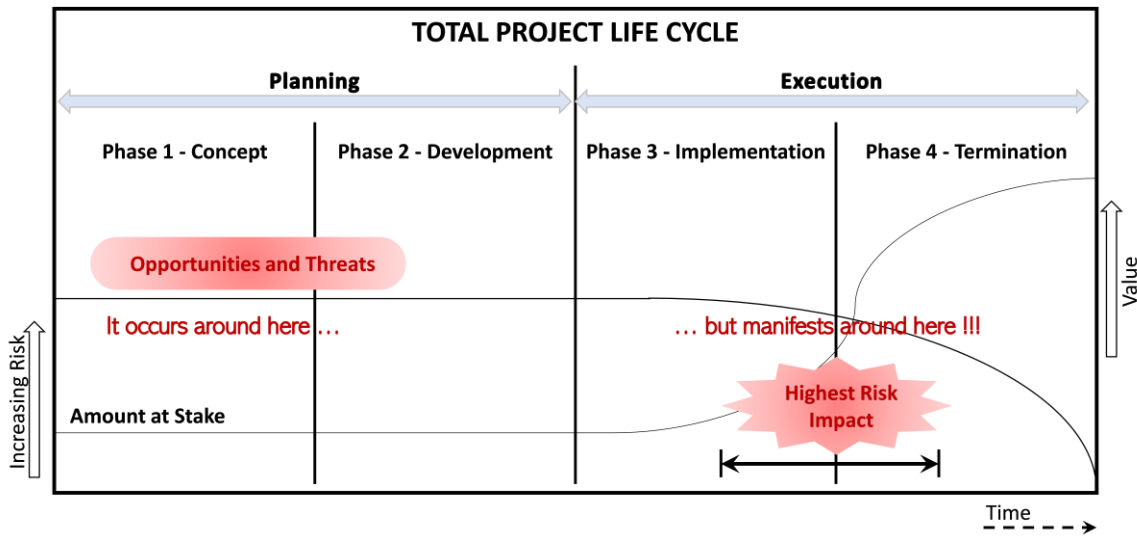 TOTAL PROJECT LIFE CYCLE
Planning
Execution
Phase 1 - Concept
Phase 2 - Development
Phase 3 - Implementation
Phase 4 - Termination
Opportunities and Threats
It occurs around here …
… but manifests around here !!!
Highest Risk
Impact
Amount at Stake
Increasing Risk
Value
Time